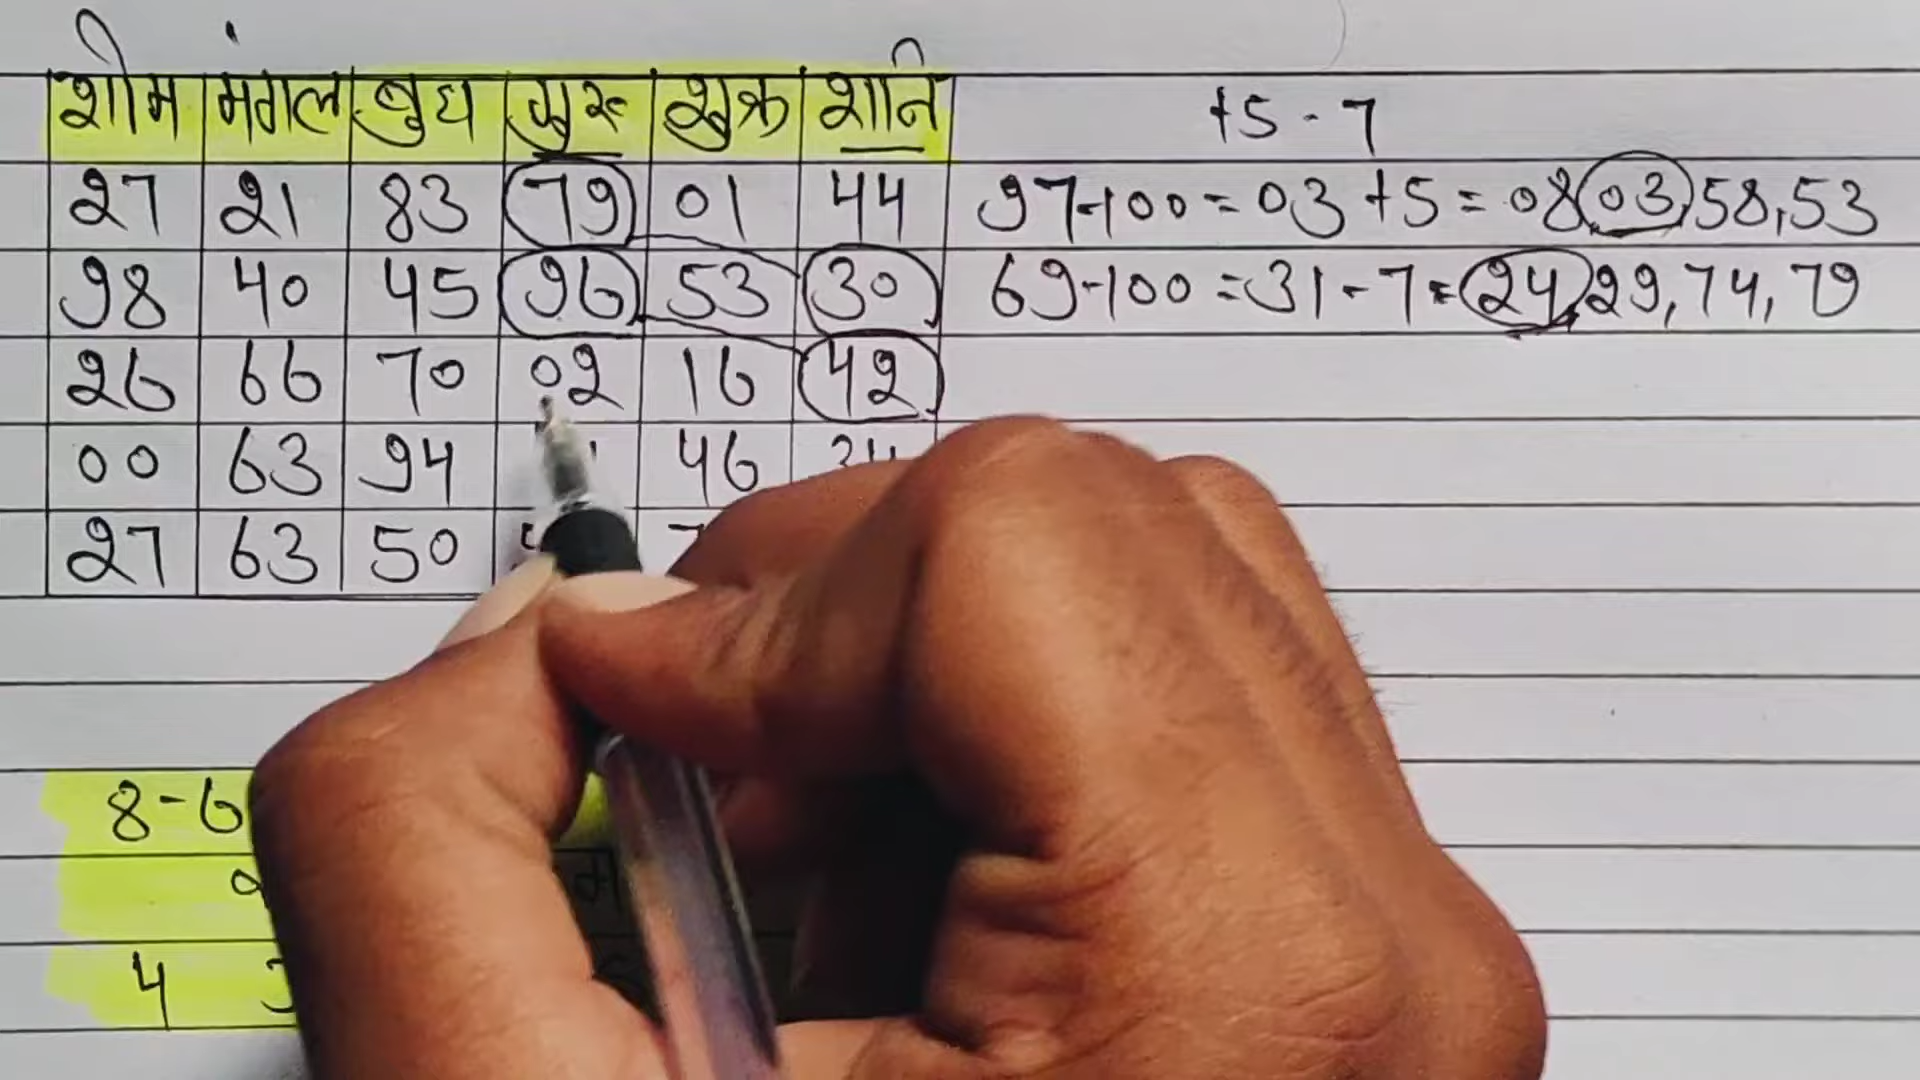 शोम मंगल बुध गुरु शुक्र शनि +5-7
27 21 83 79 01 44 97-100=03+5=08,03,58,53
98 40 45 96 53 30 69-100=31-7=24,29,74,79
26 66 70 02 16 42
00 63 94 46 34
27 63 50
8-6
4